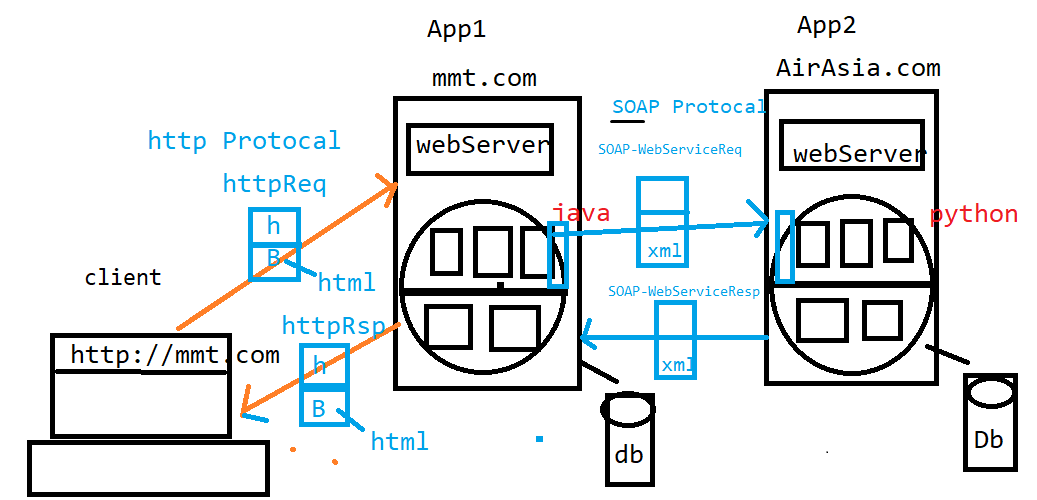 App1
App2
mmt.com
AirAsia.com
http Protocal
SOAP Protocal
webServer
webServer
SOAP-WebServiceReq
httpReq
java
python
h
B
xml
html
client
SOAP-WebServiceResp
httpRsp
http://mmt.com
h
xml
B
html
db
Db